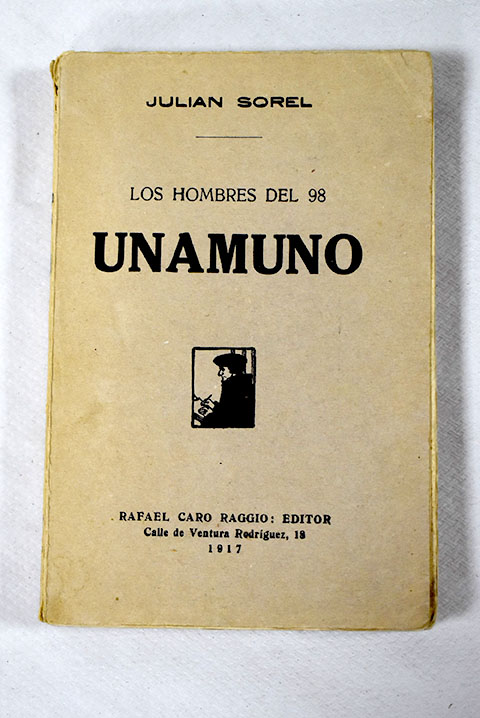 JULIAN SOREL
LOS HOMBRES DEL 98
UNAMUNO
RAFAEL CARO RAGGIO: EDITOR
Calle de Ventura Rodríguez, 18
1917